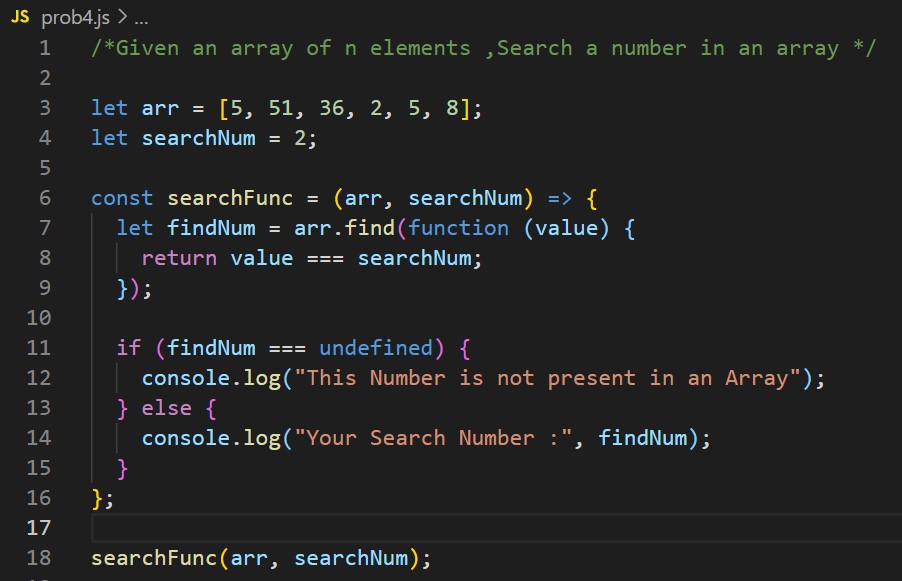 JS prob4.js > ...
1 /*Given an array of n elements ,Search a number in an array */
2
3 let arr = [5, 51, 36, 2, 5, 8];
4 let searchNum = 2;
5
6 const searchFunc = (arr, searchNum) => {
7   let findNum = arr.find(function (value) {
8     return value === searchNum;
9   });
10
11   if (findNum === undefined) {
12     console.log("This Number is not present in an Array");
13   } else {
14     console.log("Your Search Number :", findNum);
15   }
16 };
17
18 searchFunc(arr, searchNum);